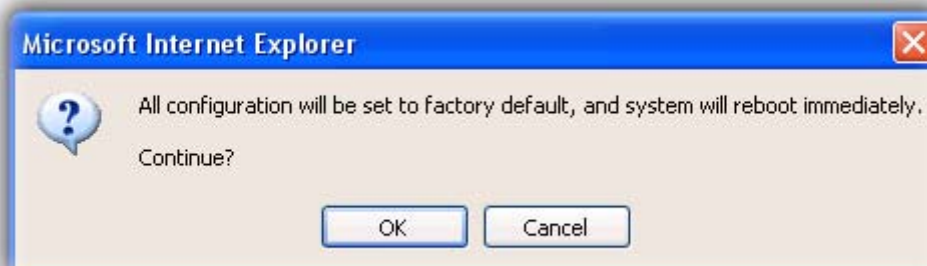 Microsoft Internet Explorer
All configuration will be set to factory default, and system will reboot immediately.
Continue?
OK
Cancel